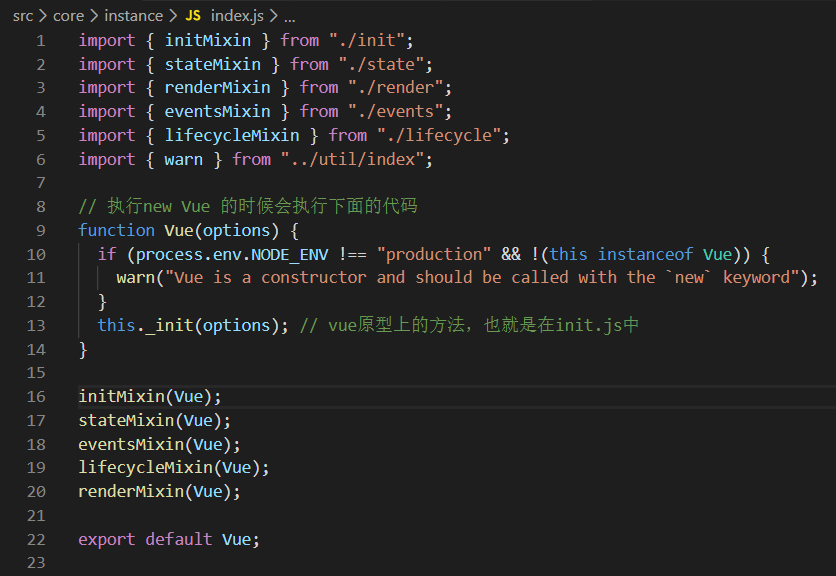 src > core > instance > JS index.js > ...
1 import { initMixin } from "./init";
2 import { stateMixin } from "./state";
3 import { renderMixin } from "./render";
4 import { eventsMixin } from "./events";
5 import { lifecycleMixin } from "./lifecycle";
6 import { warn } from "../util/index";
7
8 // 执行new Vue 的时候会执行下面的代码
9 function Vue(options) {
10   if (process.env.NODE_ENV !== "production" && !(this instanceof Vue)) {
11     warn("Vue is a constructor and should be called with the `new` keyword");
12   }
13   this._init(options); // vue原型上的方法，也就是在init.js中
14 }
15
16 initMixin(Vue);
17 stateMixin(Vue);
18 eventsMixin(Vue);
19 lifecycleMixin(Vue);
20 renderMixin(Vue);
21
22 export default Vue;
23